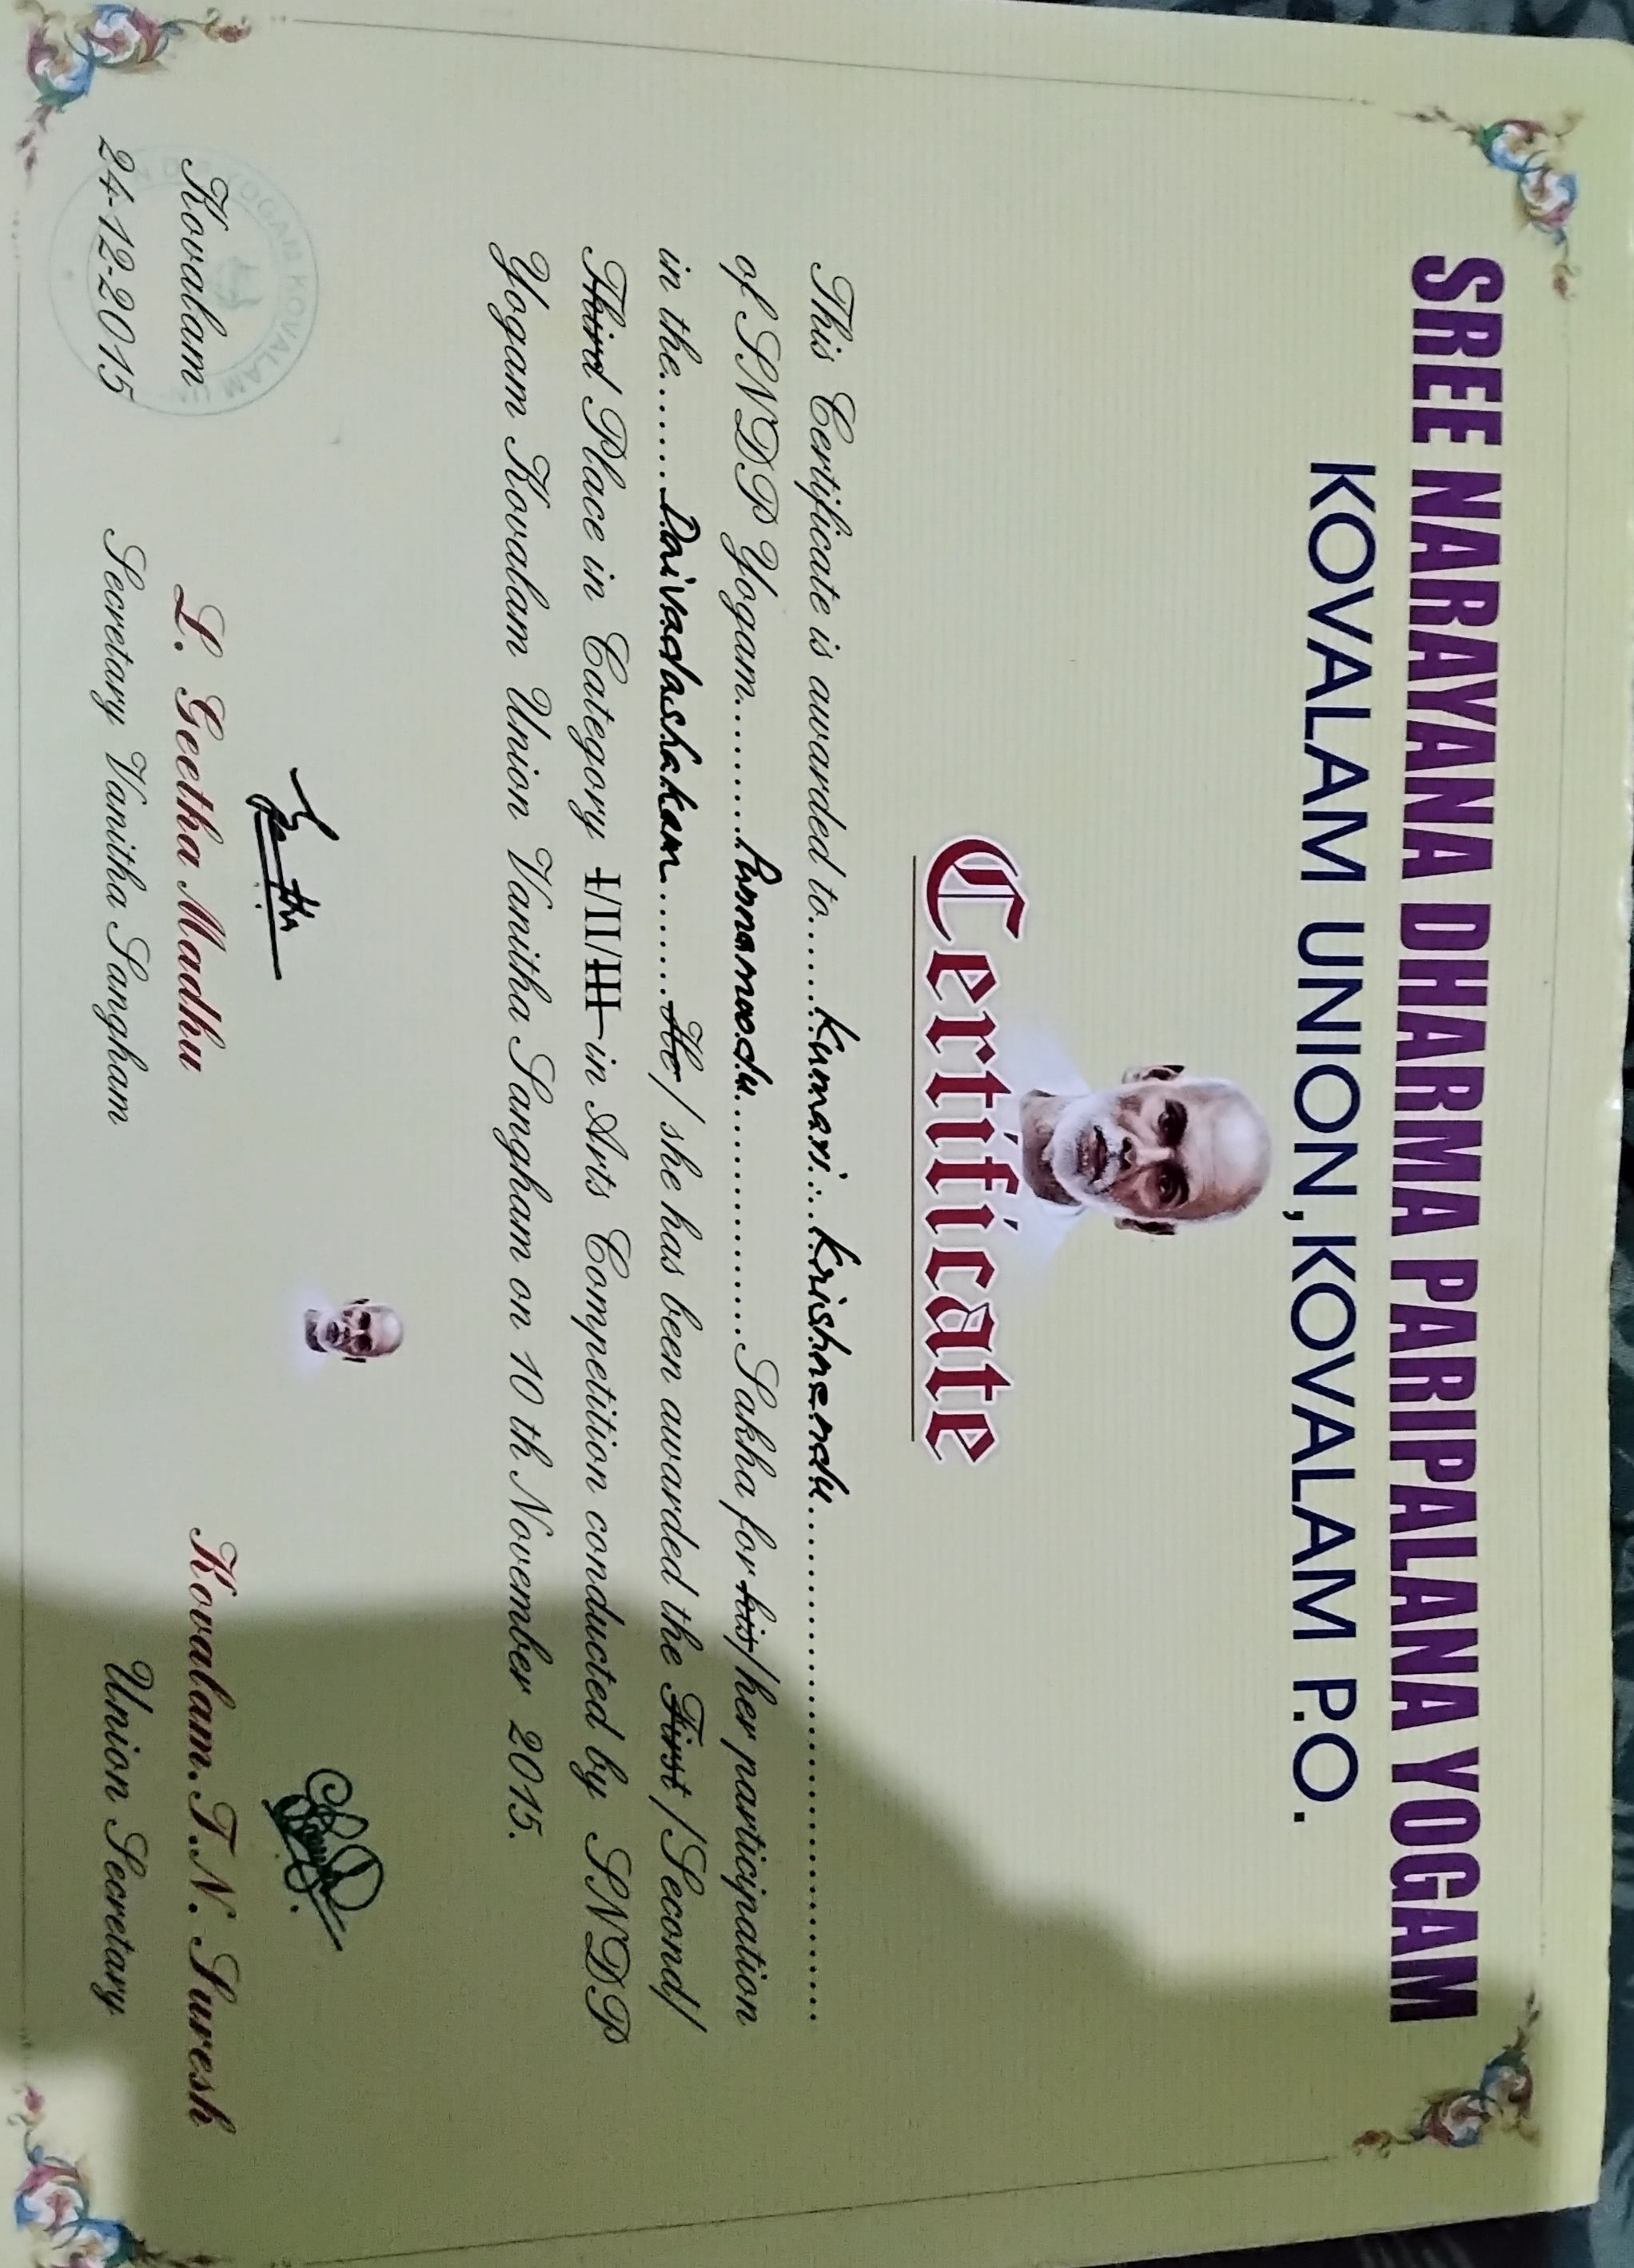 SREE NARAYANA DHARMA PARIPALANA YOGAM
KOVALAM UNION, KOVALAM P.O.
Certificate
This Certificate is awarded to.....Kumari...Krishnendu..........................
of SNDP Yogam..........Punnamoodu..................Sakha for his/her participation
in the.......Daivadashakam........He / she has been awarded the First / Second/
Third Place in Category I/II/III in Arts Competition conducted by SNDP
Yogam Kovalam Union Vanitha Sangham on 10 th November 2015.
Kovalam
24-12-2015
YOGAM KOVALAM
L. Geetha Madhu
Secretary Vanitha Sangham
Kovalam.T.N. Suresh
Union Secretary